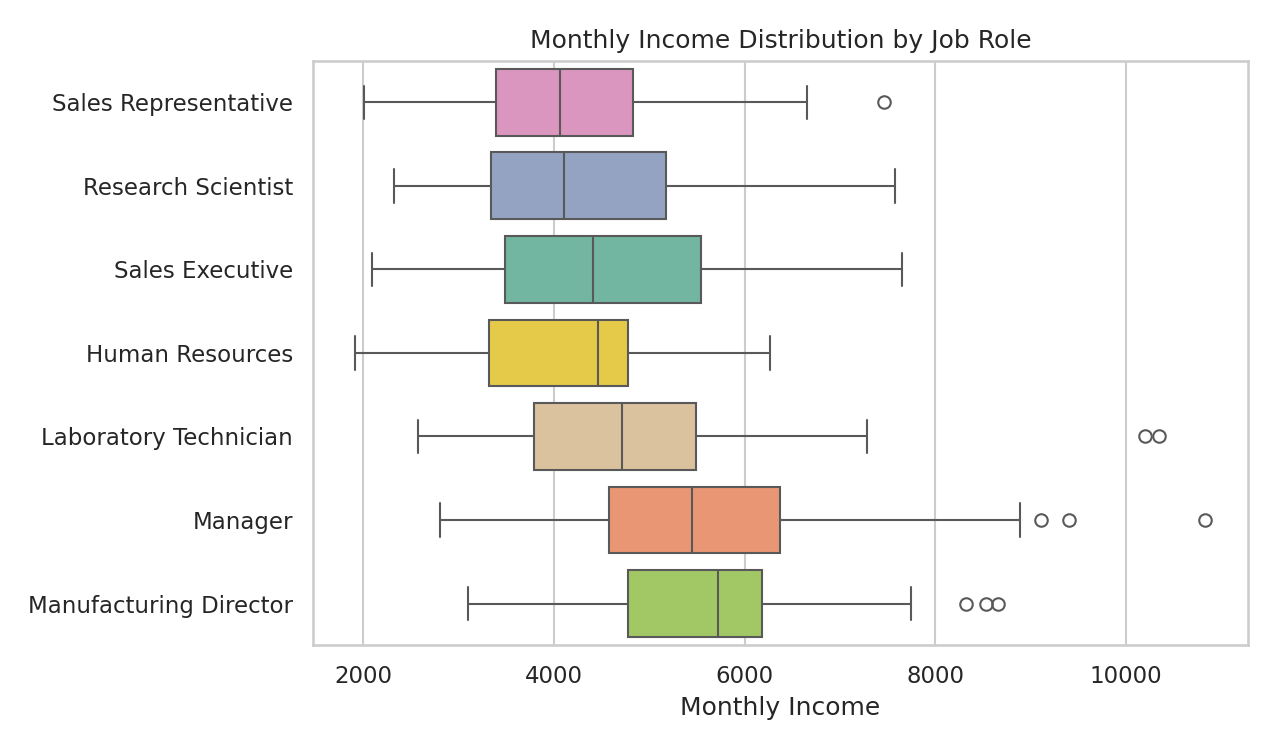 Monthly Income Distribution by Job Role
Sales Representative
Research Scientist
Sales Executive
Human Resources
Laboratory Technician
Manager
Manufacturing Director
2000 4000 6000 8000 10000
Monthly Income